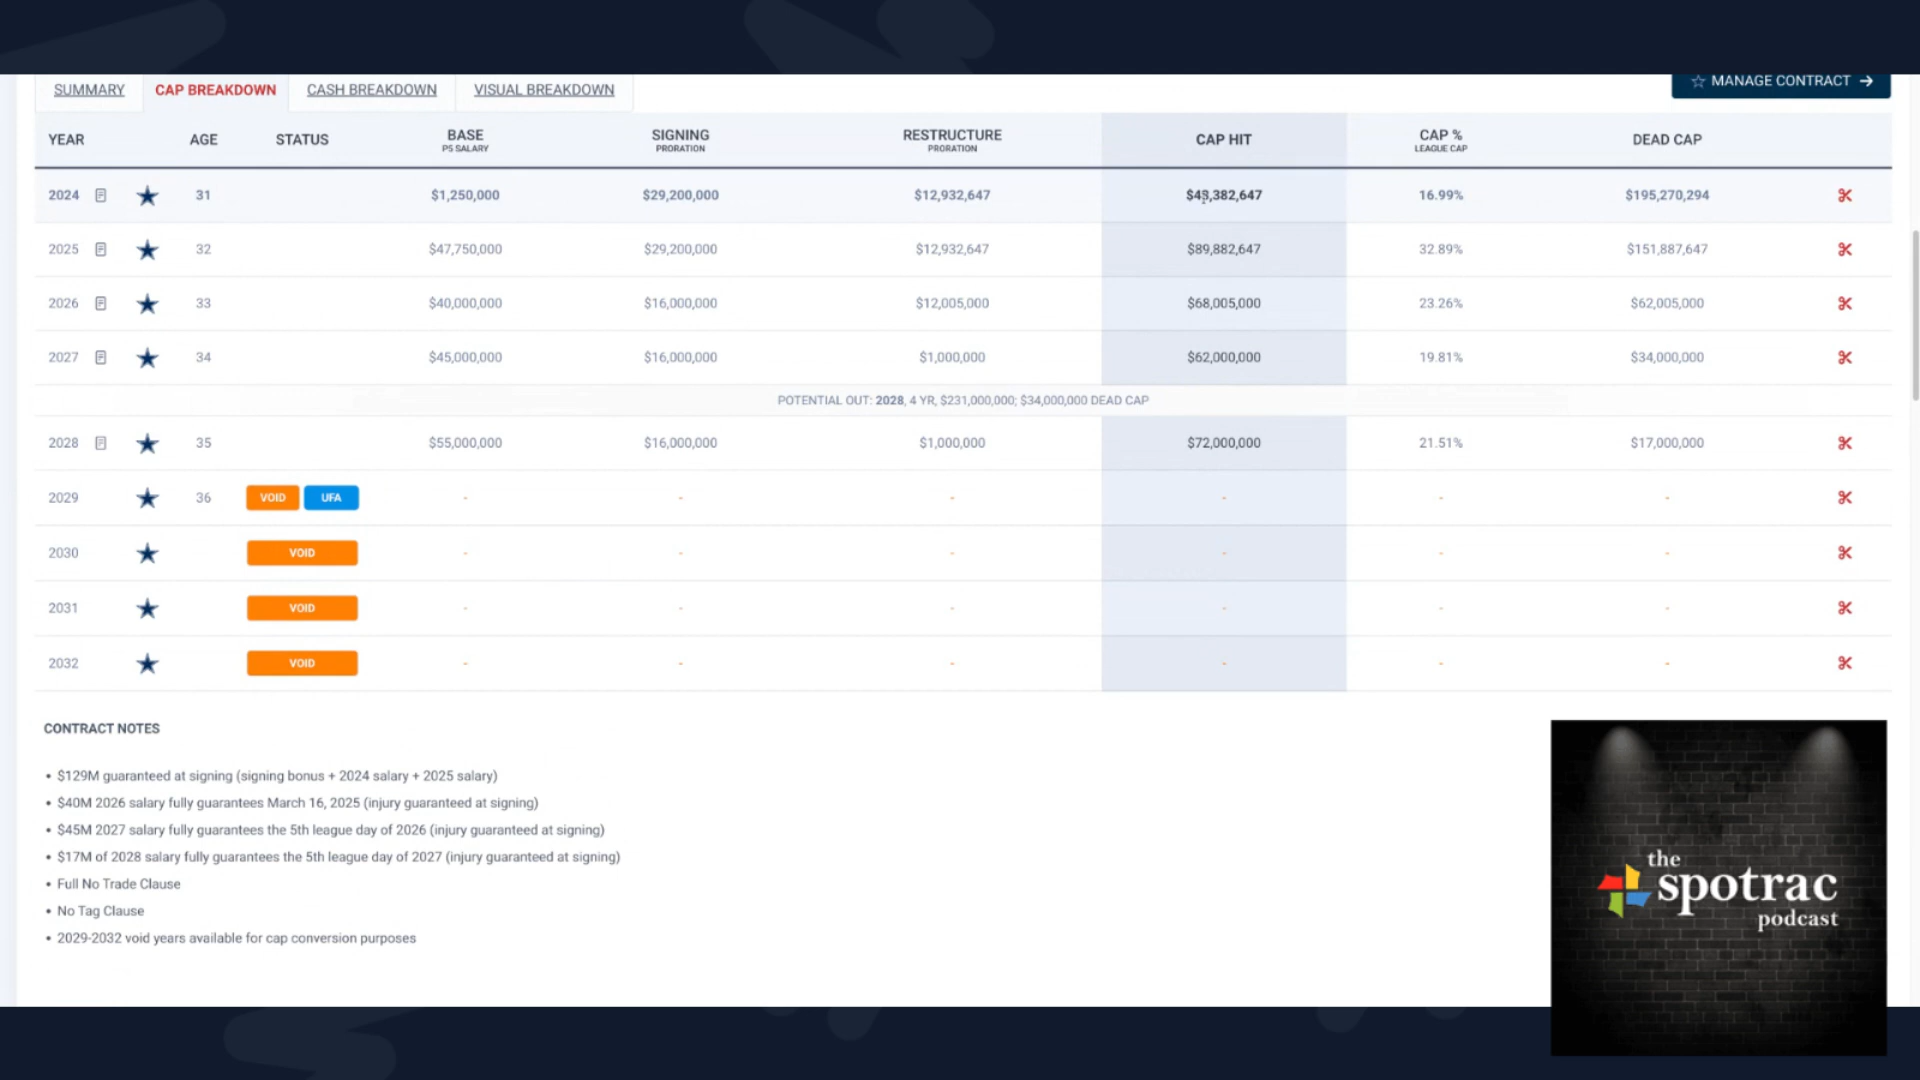 SUMMARY CAP BREAKDOWN CASH BREAKDOWN VISUAL BREAKDOWN MANAGE CONTRACT
YEAR AGE STATUS BASE SIGNING RESTRUCTURE CAP HIT CAP % DEAD CAP
P5 SALARY PRORATION PRORATION LEAGUE CAP
2024 31 $1,250,000 $29,200,000 $12,932,647 $43,382,647 16.99% $195,270,294
2025 32 $47,750,000 $29,200,000 $12,932,647 $89,882,647 32.89% $151,887,647
2026 33 $40,000,000 $16,000,000 $12,005,000 $68,005,000 23.26% $62,005,000
2027 34 $45,000,000 $16,000,000 $1,000,000 $62,000,000 19.81% $34,000,000
POTENTIAL OUT: 2028, 4 YR, $231,000,000; $34,000,000 DEAD CAP
2028 35 $55,000,000 $16,000,000 $1,000,000 $72,000,000 21.51% $17,000,000
2029 36 VOID UFA - - - - - -
2030 VOID - - - - - -
2031 VOID - - - - - -
2032 VOID - - - - - -
CONTRACT NOTES
• $129M guaranteed at signing (signing bonus + 2024 salary + 2025 salary)
• $40M 2026 salary fully guarantees March 16, 2025 (injury guaranteed at signing)
• $45M 2027 salary fully guarantees the 5th league day of 2026 (injury guaranteed at signing)
• $17M of 2028 salary fully guarantees the 5th league day of 2027 (injury guaranteed at signing)
• Full No Trade Clause
• No Tag Clause
• 2029-2032 void years available for cap conversion purposes
the
spotrac
podcast